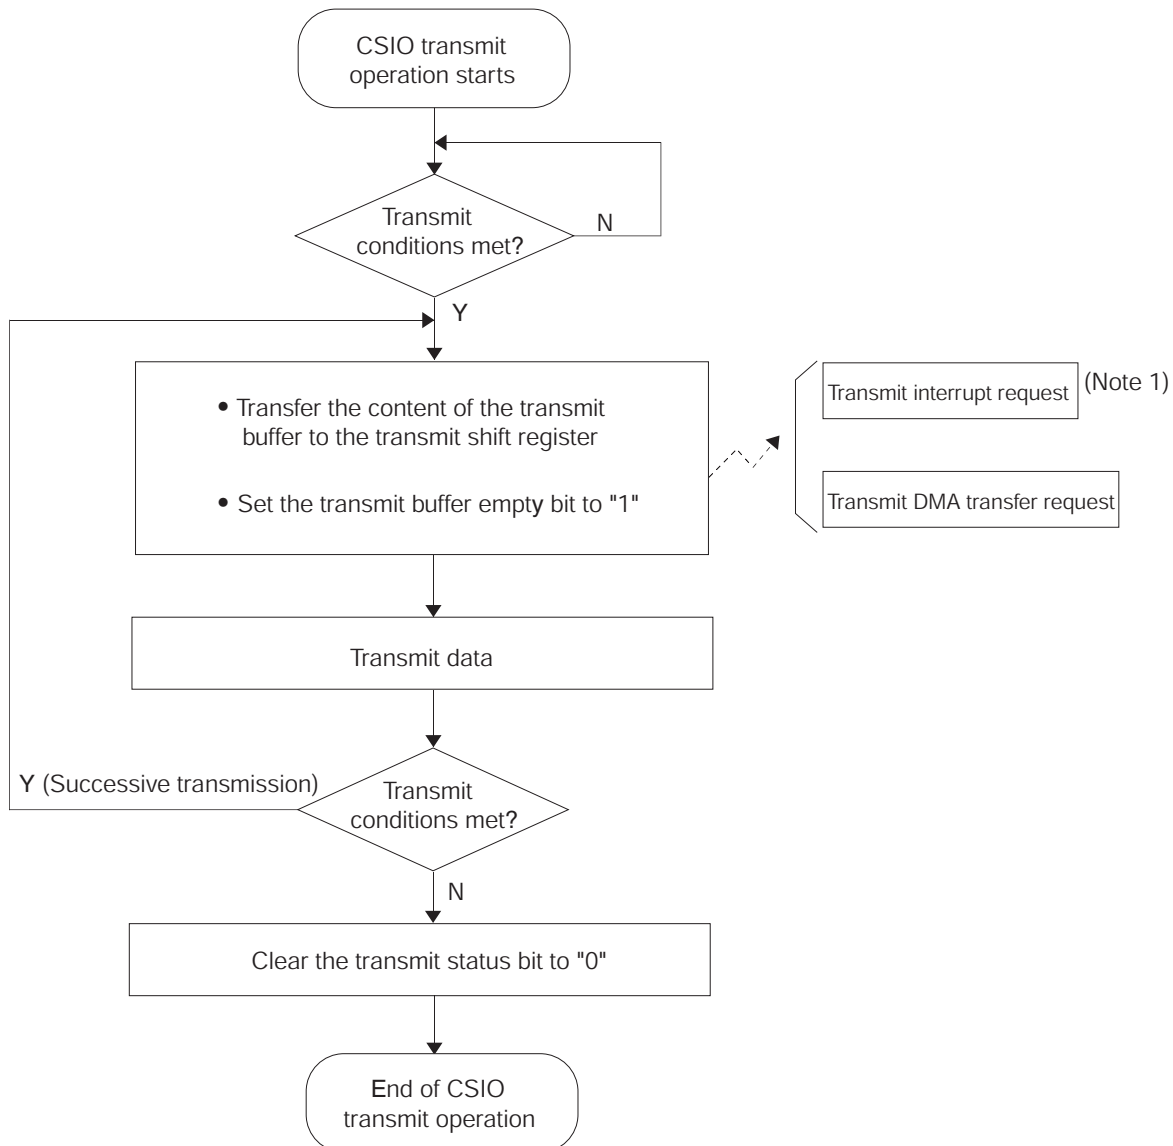 CSIO transmit
operation starts
Transmit
conditions met?
N
Y
• Transfer the content of the transmit
buffer to the transmit shift register
• Set the transmit buffer empty bit to "1"
Transmit interrupt request
(Note 1)
Transmit DMA transfer request
Transmit data
Y (Successive transmission)
Transmit
conditions met?
N
Clear the transmit status bit to "0"
End of CSIO
transmit operation